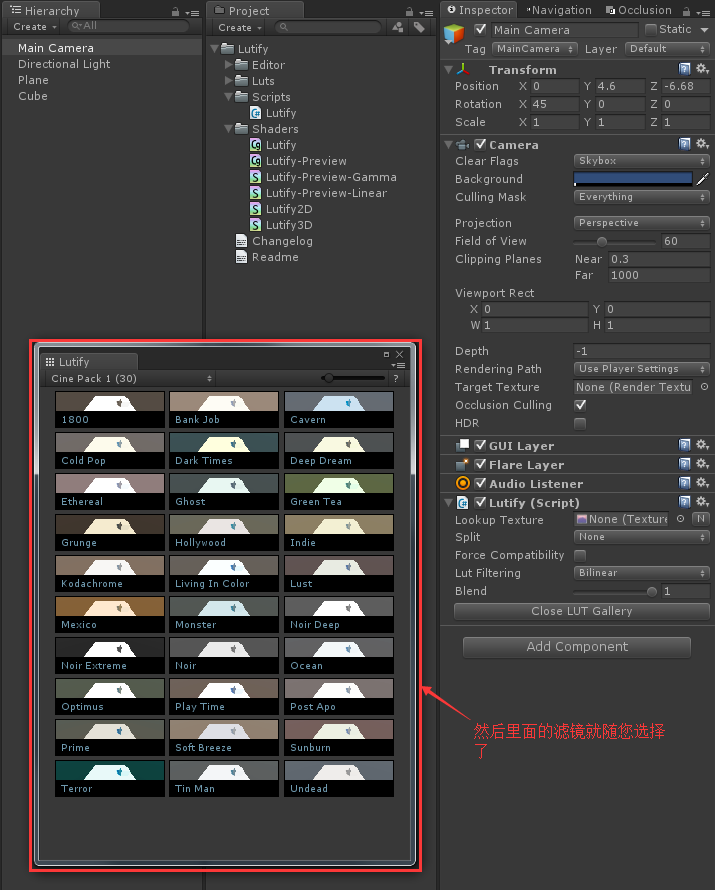 Hierarchy
Create
All
Main Camera
Directional Light
Plane
Cube
Project
Create
Lutify
Editor
Luts
Scripts
Lutify
Shaders
Lutify
Lutify-Preview
Lutify-Preview-Gamma
Lutify-Preview-Linear
Lutify2D
Lutify3D
Changelog
Readme
Lutify
Cine Pack 1 (30)
?
1800 Bank Job Cavern
Cold Pop Dark Times Deep Dream
Ethereal Ghost Green Tea
Grunge Hollywood Indie
Kodachrome Living In Color Lust
Mexico Monster Noir Deep
Noir Extreme Noir Ocean
Optimus Play Time Post Apo
Prime Soft Breeze Sunburn
Terror Tin Man Undead
Inspector Navigation Occlusion
Main Camera Static
Tag MainCamera Layer Default
Transform
Position X 0 Y 4.6 Z -6.68
Rotation X 45 Y 0 Z 0
Scale X 1 Y 1 Z 1
Camera
Clear Flags Skybox
Background
Culling Mask Everything
Projection Perspective
Field of View 60
Clipping Planes Near 0.3
Far 1000
Viewport Rect
X 0 Y 0
W 1 H 1
Depth -1
Rendering Path Use Player Settings
Target Texture None (Render Textu
Occlusion Culling
HDR
GUI Layer
Flare Layer
Audio Listener
Lutify (Script)
Lookup Texture None (Texture N
Split None
Force Compatibility
Lut Filtering Bilinear
Blend 1
Close LUT Gallery
Add Component
然后里面的滤镜就随您选择
了